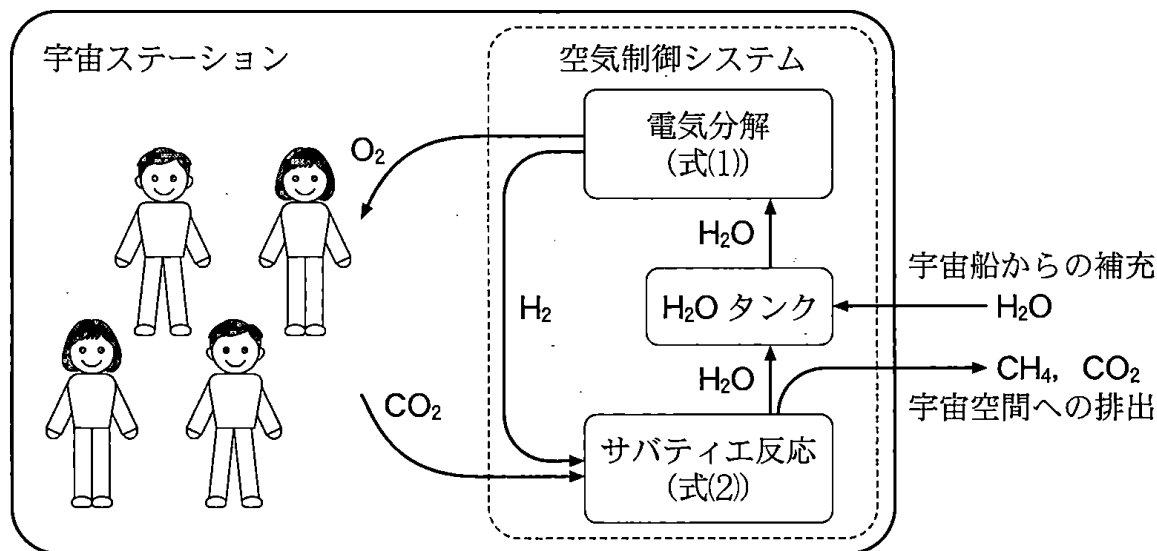 宇宙ステーション
空気制御システム
電気分解
(式(1))
O₂
H₂O
宇宙船からの補充
H₂
H₂O タンク
H₂O
H₂O
CH₄, CO₂
CO₂
宇宙空間への排出
サバティエ反応
(式(2))